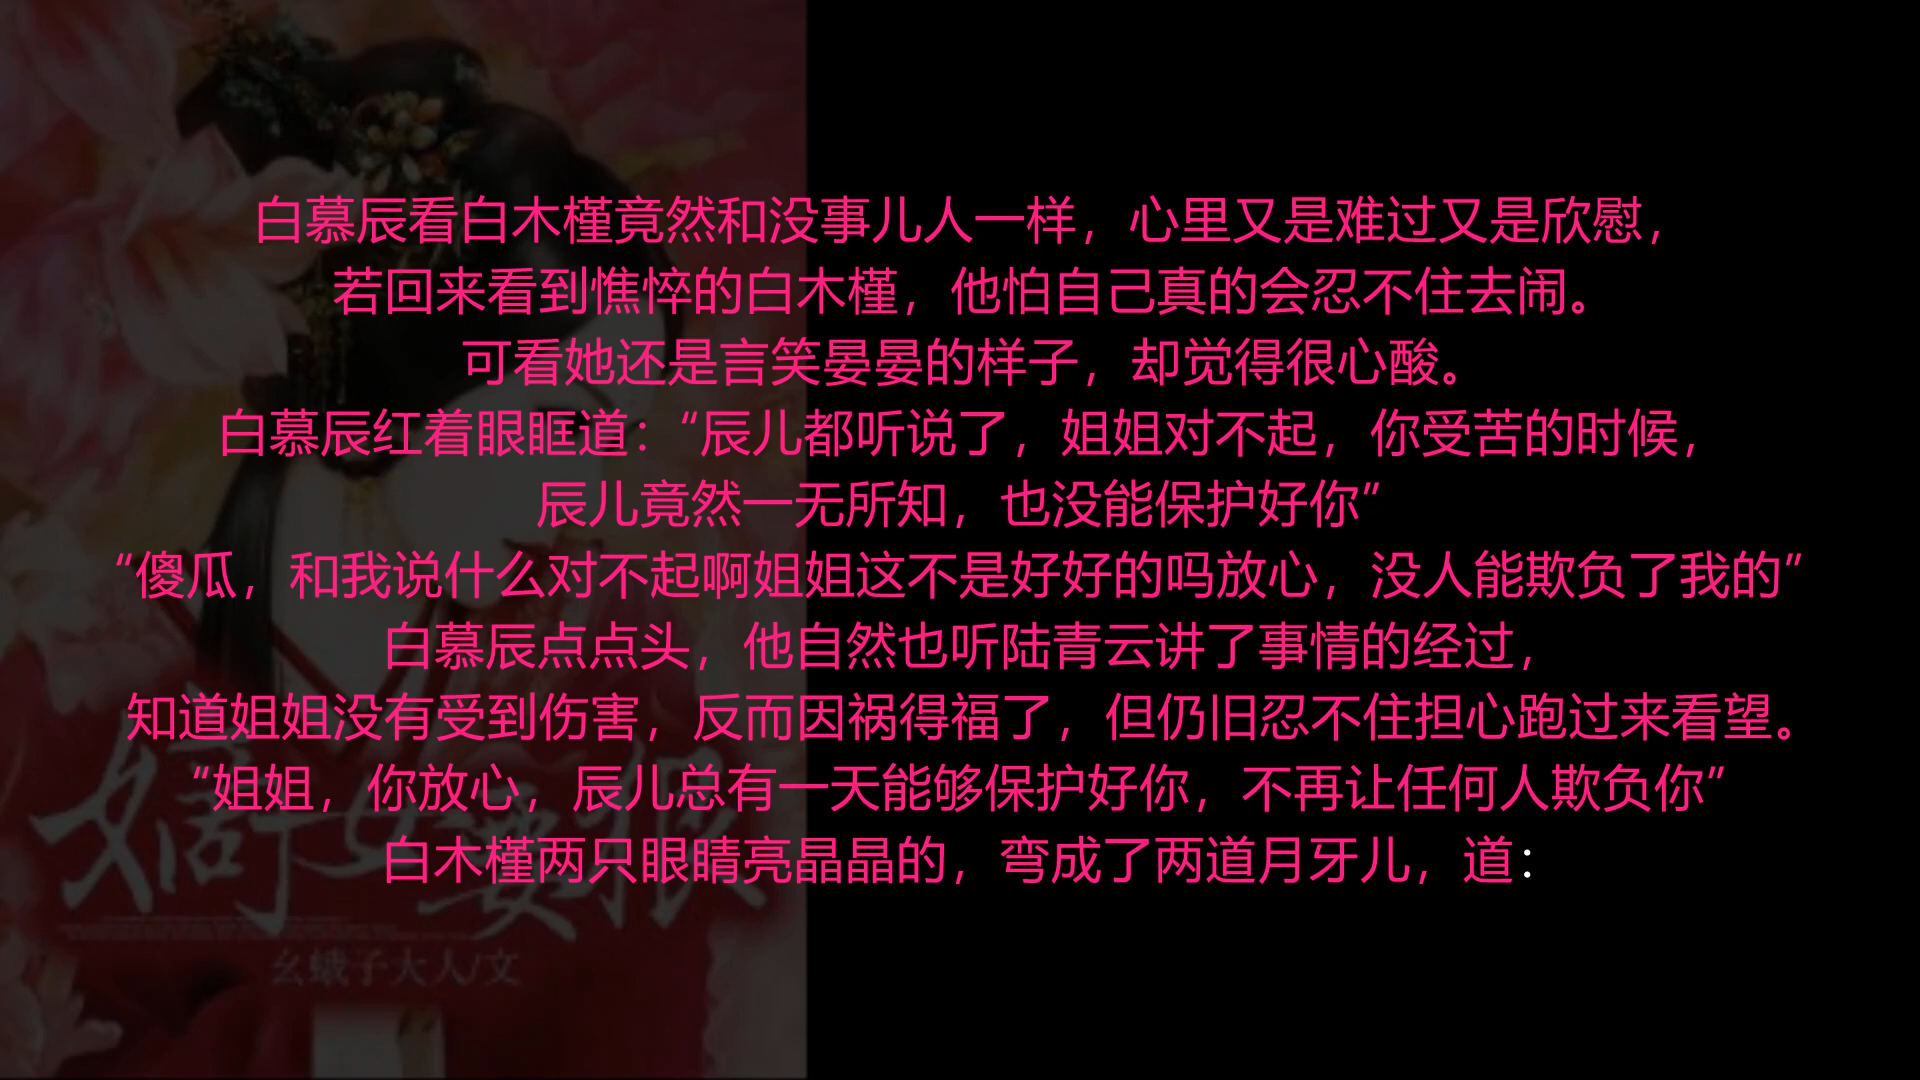 白慕辰看白木槿竟然和没事儿人一样，心里又是难过又是欣慰，
若回来看到憔悴的白木槿，他怕自己真的会忍不住去闹。
可看她还是言笑晏晏的样子，却觉得很心酸。
白慕辰红着眼眶道：“辰儿都听说了，姐姐对不起，你受苦的时候，
辰儿竟然一无所知，也没能保护好你”
“傻瓜，和我说什么对不起啊姐姐这不是好好的吗放心，没人能欺负了我的”
白慕辰点点头，他自然也听陆青云讲了事情的经过，
知道姐姐没有受到伤害，反而因祸得福了，但仍旧忍不住担心跑过来看望。
“姐姐，你放心，辰儿总有一天能够保护好你，不再让任何人欺负你”
白木槿两只眼睛亮晶晶的，弯成了两道月牙儿，道：
嫡女要狠
幺蛾子大人/文